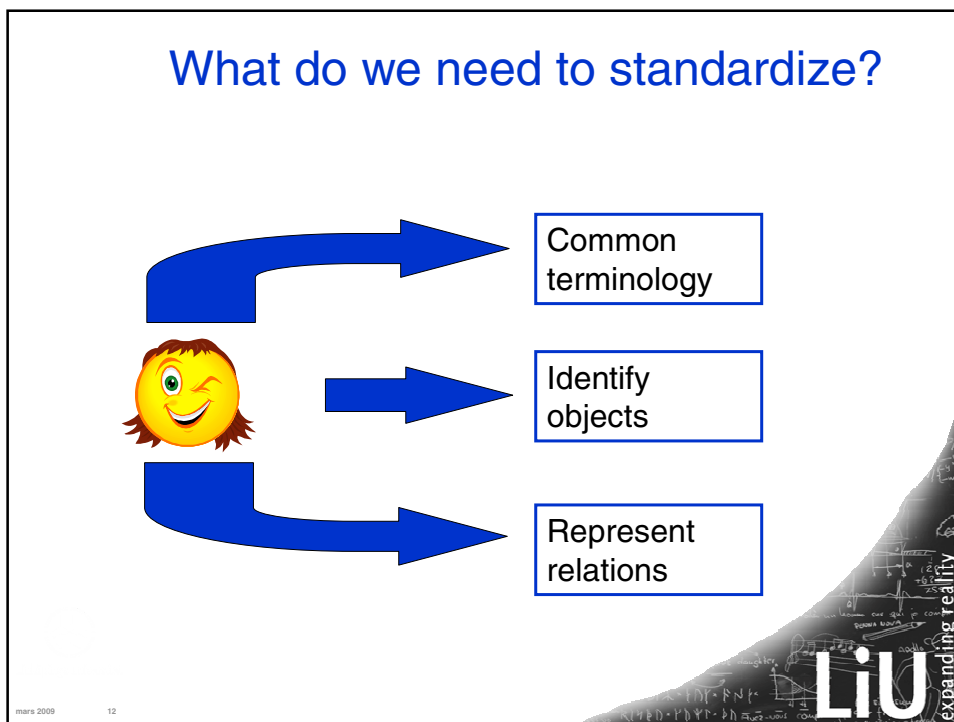 What do we need to standardize?
Common
terminology
Identify
objects
Represent
relations
mars 2009 12
LiU
expanding reality